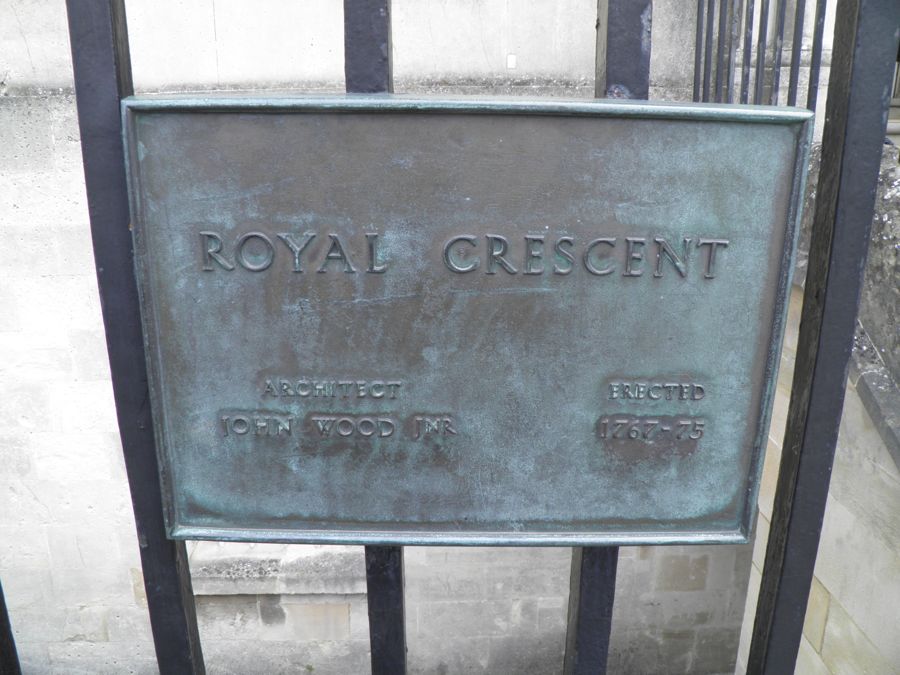 ROYAL CRESCENT
ARCHITECT
JOHN WOOD JNR
ERECTED
1767-75